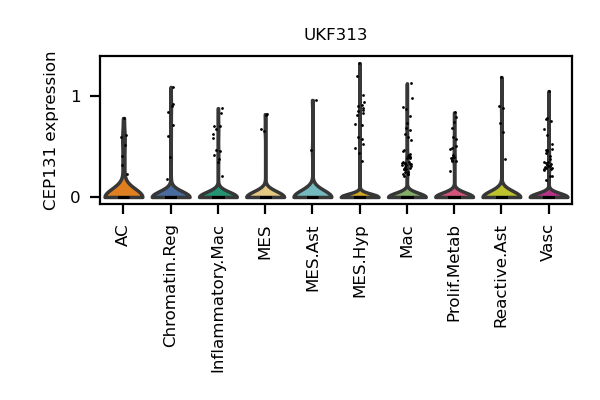 UKF313
CEP131 expression
1
0
AC
Chromatin.Reg
Inflammatory.Mac
MES
MES.Ast
MES.Hyp
Mac
Prolif.Metab
Reactive.Ast
Vasc